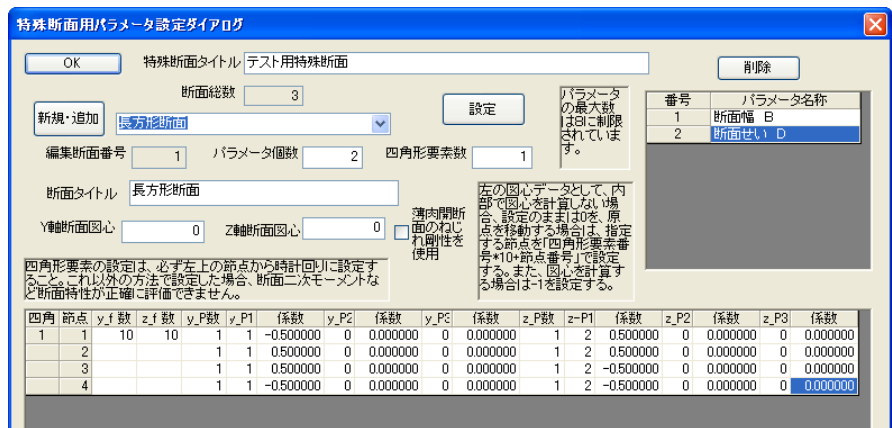 特殊断面用パラメータ設定ダイアログ
OK
特殊断面タイトル テスト用特殊断面
削除
断面総数 3
新規・追加
長方形断面
設定
パラメータ
の最大数
は8に制限
されていま
す。
番号 パラメータ名称
1 断面幅 B
2 断面せい D
編集断面番号 1 パラメータ個数 2 四角形要素数 1
断面タイトル 長方形断面
Y軸断面図心 0 Z軸断面図心 0
薄肉開断
面のねじ
れ剛性を
使用
左の図心データとして、内
部で図心を計算しない場
合、設定のままは0を、原
点を移動する場合は、指定
する節点を「四角形要素番
号*10+節点番号」で設定
する。また、図心を計算す
る場合は-1を設定する。
四角形要素の設定は、必ず左上の節点から時計回りに設定す
ること。これ以外の方法で設定した場合、断面二次モーメントな
ど断面特性が正確に評価できません。
四角 節点 y_f 数 z_f 数 y_P数 y_P1 係数 y_P2 係数 y_P3 係数 z_P数 z-P1 係数 z_P2 係数 z_P3 係数
1 1 10 10 1 1 -0.500000 0 0.000000 0 0.000000 1 2 0.500000 0 0.000000 0 0.000000
2 1 1 0.500000 0 0.000000 0 0.000000 1 2 0.500000 0 0.000000 0 0.000000
3 1 1 0.500000 0 0.000000 0 0.000000 1 2 -0.500000 0 0.000000 0 0.000000
4 1 1 -0.500000 0 0.000000 0 0.000000 1 2 -0.500000 0 0.000000 0 0.000000